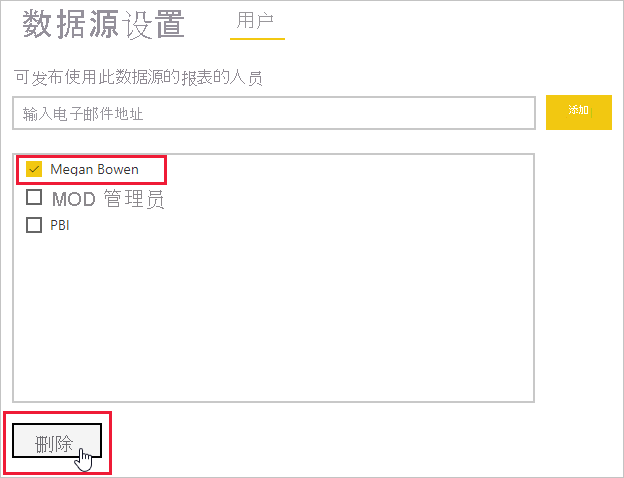 数据源设置 用户
可发布使用此数据源的报表的人员
输入电子邮件地址 添加
Megan Bowen
MOD 管理员
PBI
删除